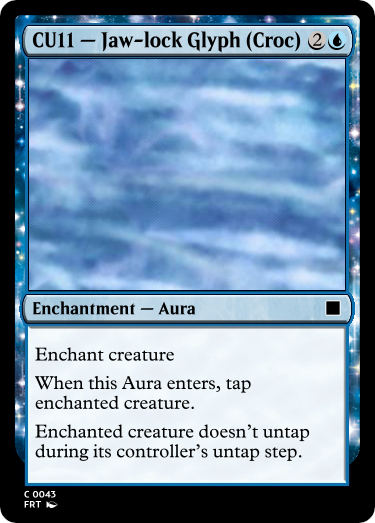 CU11 — Jaw-lock Glyph (Croc) 2
Enchantment — Aura
Enchant creature
When this Aura enters, tap
enchanted creature.
Enchanted creature doesn't untap
during its controller's untap step.
C 0043
FRT